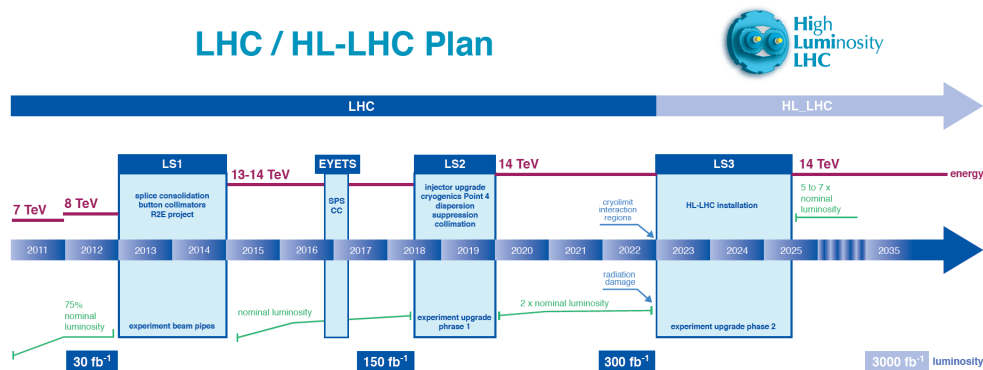 LHC / HL-LHC Plan
High
Luminosity
LHC
LHC
HL_LHC
LS1
EYETS
LS2
LS3
7 TeV
8 TeV
13-14 TeV
14 TeV
14 TeV
energy
splice consolidation
button collimators
R2E project
SPS
CC
injector upgrade
cryogenics Point 4
dispersion
suppression
collimation
cryolimit
interaction
regions
HL-LHC installation
5 to 7 x
nominal
luminosity
2011
2012
2013
2014
2015
2016
2017
2018
2019
2020
2021
2022
2023
2024
2025
2035
75%
nominal
luminosity
experiment beam pipes
nominal luminosity
experiment upgrade
phrase 1
2 x nominal luminosity
radiation
damage
experiment upgrade phase 2
30 fb-1
150 fb-1
300 fb-1
3000 fb-1
luminosity